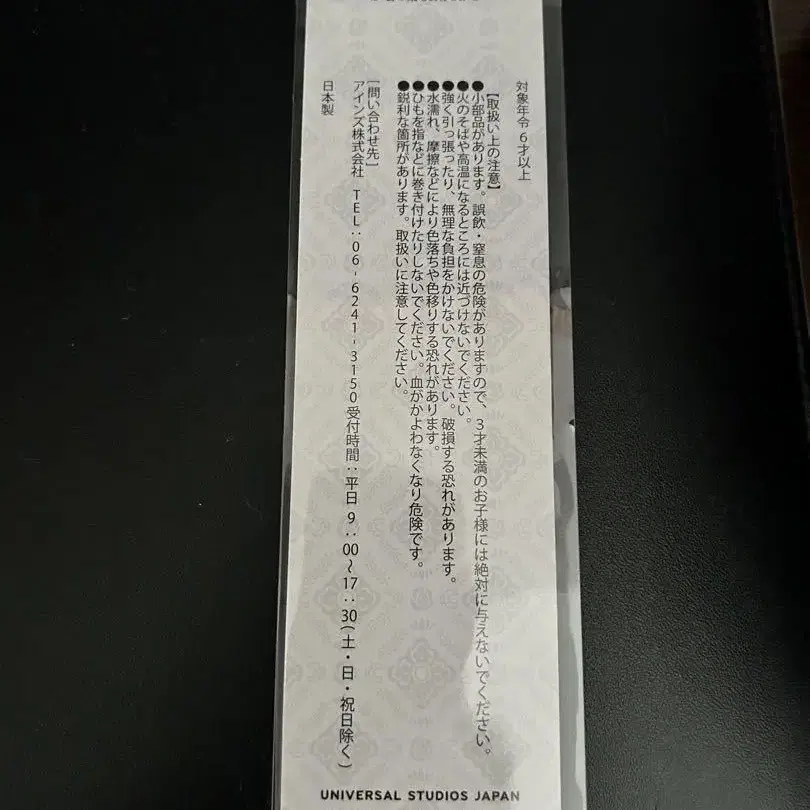 対象年令6才以上
【取扱い上の注意】
●小部品があります。誤飲・窒息の危険がありますので、3才未満のお子様には絶対に与えないでください。
●火のそばや高温になるところには近づけないでください。
●強く引っ張ったり、無理な負担をかけないでください。破損する恐れがあります。
●水濡れ、摩擦などにより色落ちや色移りする恐れがあります。
●ひもを指などに巻き付けたりしないでください。血がかよわなくなり危険です。
●鋭利な箇所があります。取扱いに注意してください。
[問い合わせ先]
アインズ株式会社 TEL:06-6241-3150 受付時間:平日 9:00~17:30(土・日・祝日除く)
日本製
UNIVERSAL STUDIOS JAPAN